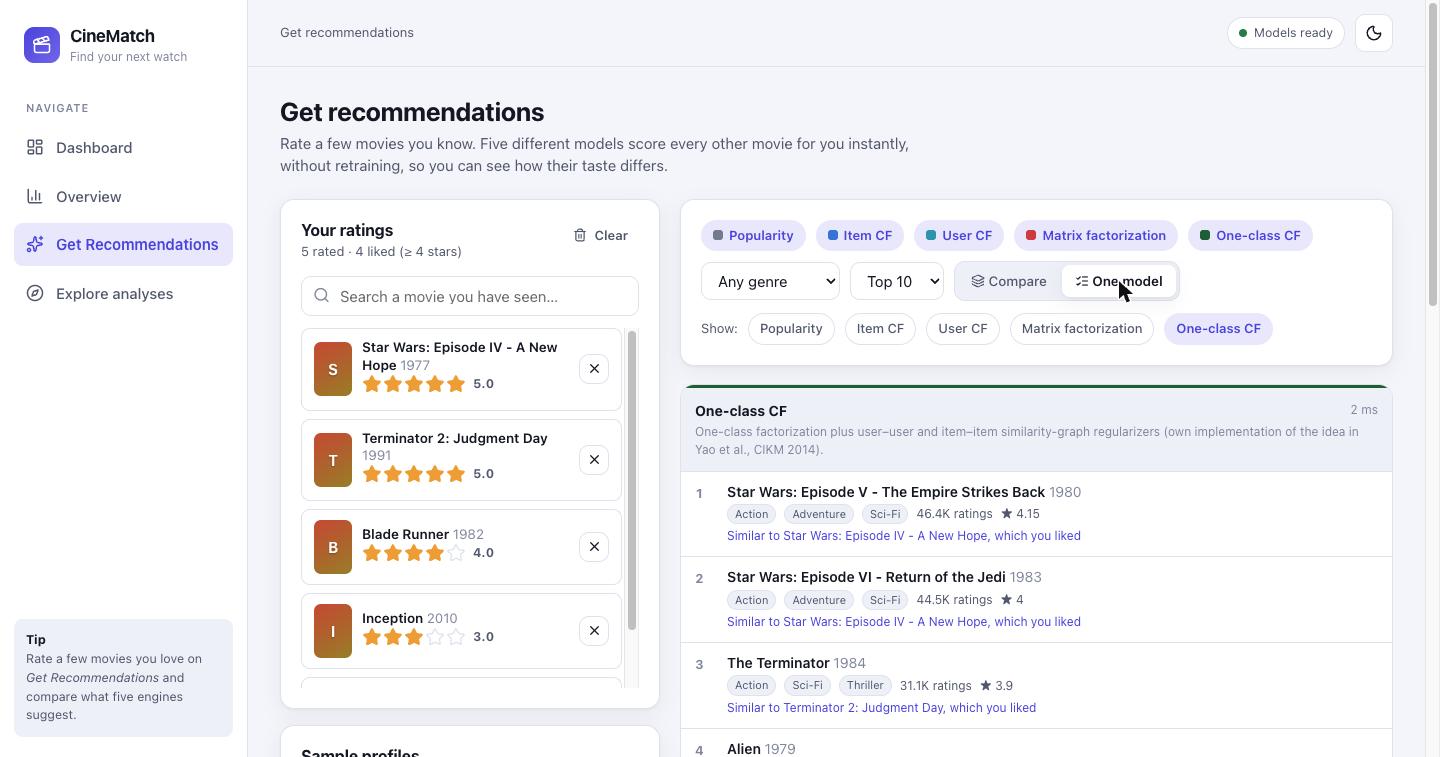 CineMatch
Find your next watch
NAVIGATE
Dashboard
Overview
Get Recommendations
Explore analyses
Tip
Rate a few movies you love on
Get Recommendations and
compare what five engines
suggest.
Get recommendations
Models ready
Get recommendations
Rate a few movies you know. Five different models score every other movie for you instantly,
without retraining, so you can see how their taste differs.
Your ratings
5 rated · 4 liked (≥ 4 stars)
Clear
Search a movie you have seen...
S
Star Wars: Episode IV - A New
Hope 1977
5.0
T
Terminator 2: Judgment Day
1991
5.0
B
Blade Runner 1982
4.0
I
Inception 2010
3.0
Sample profiles
Popularity
Item CF
User CF
Matrix factorization
One-class CF
Any genre
Top 10
Compare
One model
Show:
Popularity
Item CF
User CF
Matrix factorization
One-class CF
One-class CF
2 ms
One-class factorization plus user–user and item–item similarity-graph regularizers (own implementation of the idea in
Yao et al., CIKM 2014).
1
Star Wars: Episode V - The Empire Strikes Back 1980
Action Adventure Sci-Fi 46.4K ratings ★ 4.15
Similar to Star Wars: Episode IV - A New Hope, which you liked
2
Star Wars: Episode VI - Return of the Jedi 1983
Action Adventure Sci-Fi 44.5K ratings ★ 4
Similar to Star Wars: Episode IV - A New Hope, which you liked
3
The Terminator 1984
Action Sci-Fi Thriller 31.1K ratings ★ 3.9
Similar to Terminator 2: Judgment Day, which you liked
4
Alien 1979